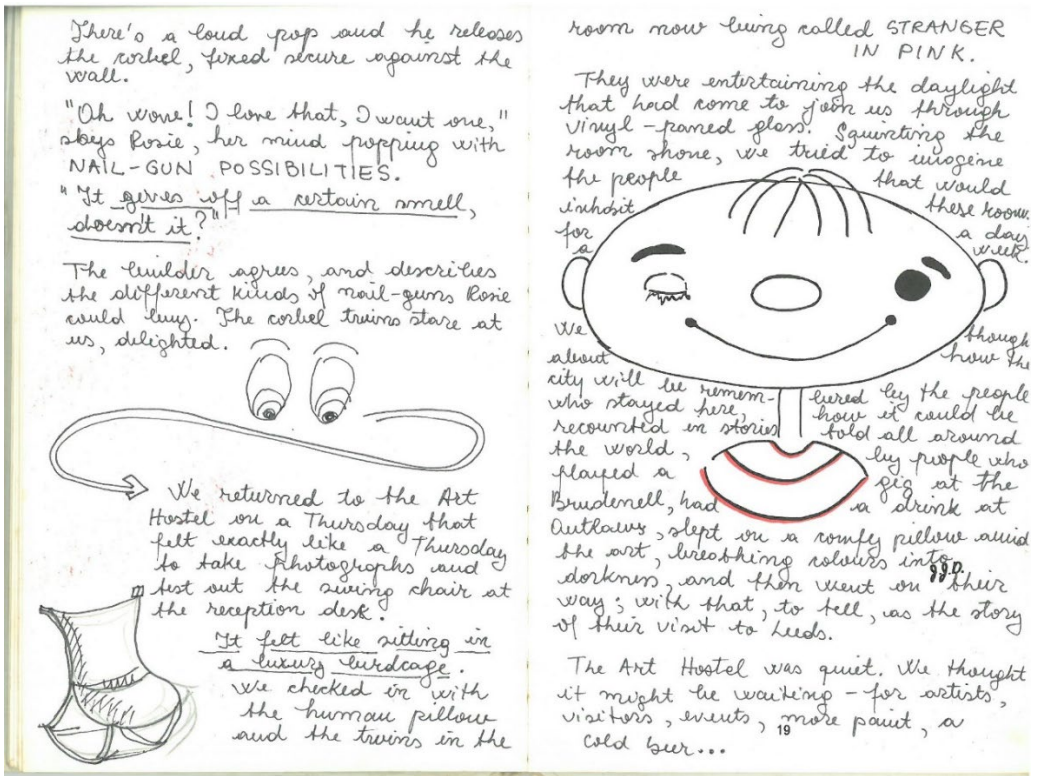 There's a loud pop and he releases
the corbel, fixed secure against the
wall.
"Oh wow! I love that, I want one,"
says Rosie, her mind popping with
NAIL-GUN POSSIBILITIES.
"It gives off a certain smell,
doesn't it?"
The builder agrees, and describes
the different kinds of nail-guns Rosie
could buy. The corbel twins stare at
us, delighted.
We returned to the Art
Hostel on a Thursday that
felt exactly like a Thursday
to take photographs and
test out the swing chair at
the reception desk.
It felt like sitting in
a luxury birdcage.
We checked in with
the human pillow
and the twins in the
room now being called STRANGER
IN PINK.
They were entertaining the daylight
that had come to join us through
vinyl-paned glass. Squinting the
room shone, we tried to imagine
the people that would
inhabit these rooms
for a day
a week.
We though
about how the
city will be remem- bered by the people
who stayed here, how it could be
recounted in stories told all around
the world, by people who
played a gig at the
Brudenell, had a drink at
Outlaws, slept on a comfy pillow amid
the art, breathing colours into
darkness, and then went on their
way; with that, to tell, as the story
of their visit to Leeds.
The Art Hostel was quiet. We thought
it might be waiting - for artists,
visitors, events, more paint, a
19
cold beer...